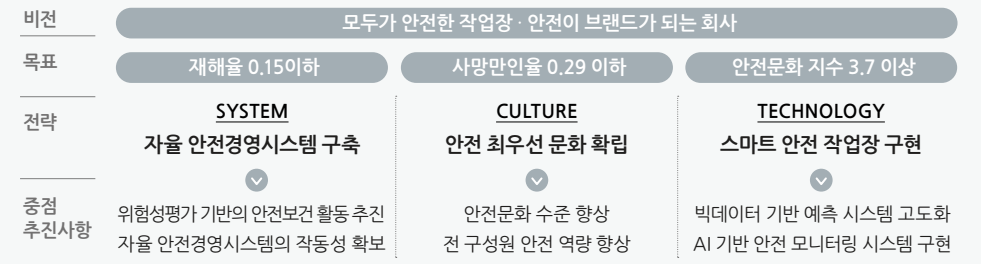 비전
모두가 안전한 작업장 · 안전이 브랜드가 되는 회사
목표
재해율 0.15이하
사망만인율 0.29 이하
안전문화 지수 3.7 이상
전략
SYSTEM
자율 안전경영시스템 구축
CULTURE
안전 최우선 문화 확립
TECHNOLOGY
스마트 안전 작업장 구현
중점
추진사항
위험성평가 기반의 안전보건 활동 추진
자율 안전경영시스템의 작동성 확보
안전문화 수준 향상
전 구성원 안전 역량 향상
빅데이터 기반 예측 시스템 고도화
AI 기반 안전 모니터링 시스템 구현